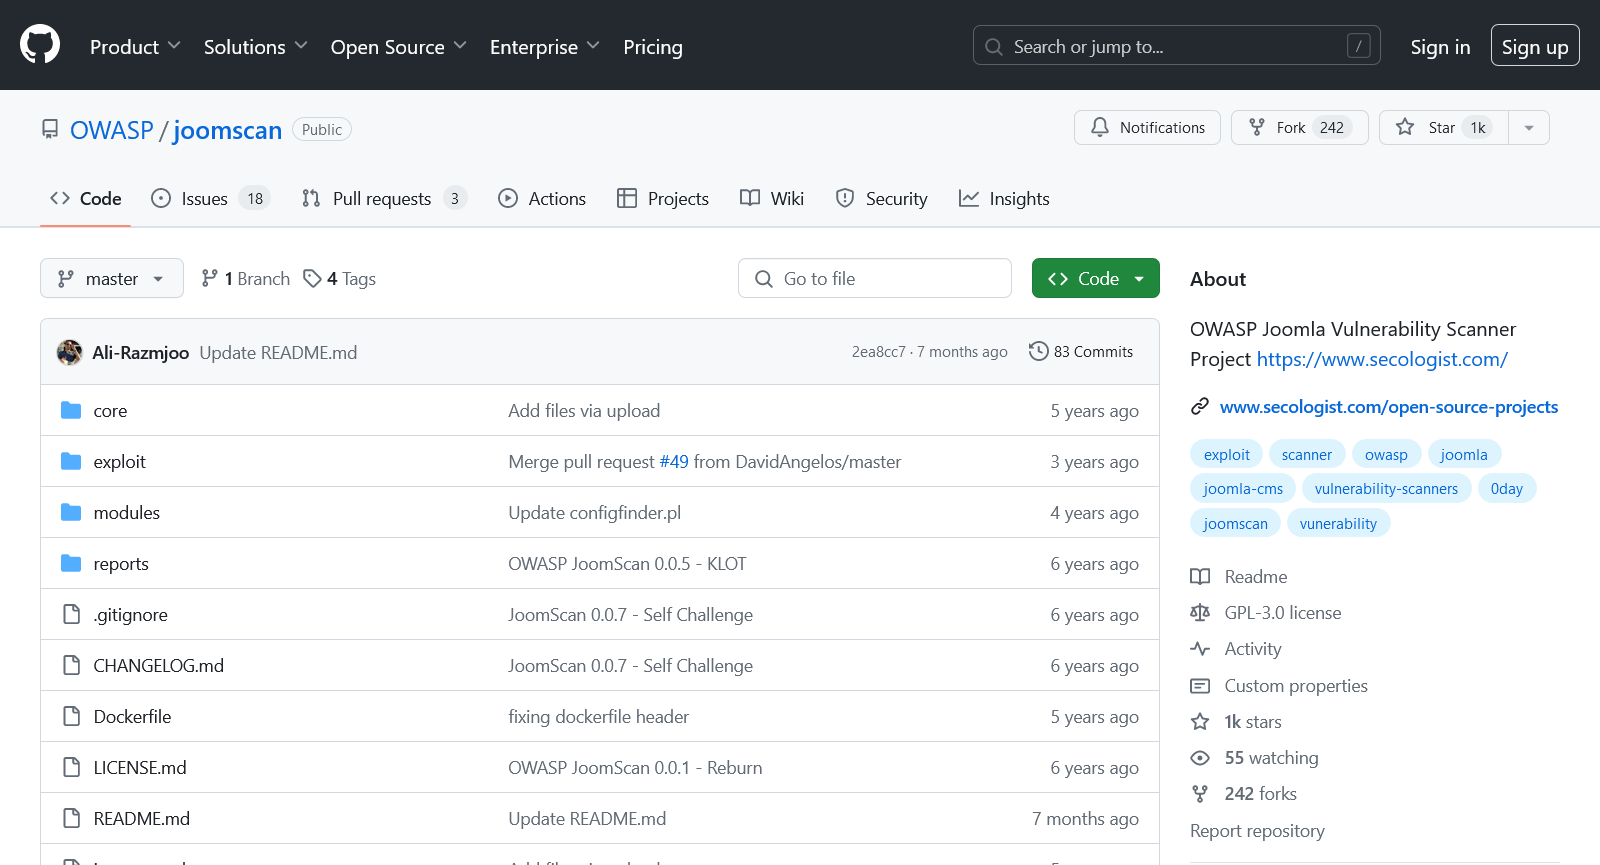 Product Solutions Open Source Enterprise Pricing Search or jump to... / Sign in Sign up
OWASP / joomscan Public Notifications Fork 242 Star 1k
Code Issues 18 Pull requests 3 Actions Projects Wiki Security Insights
master 1 Branch 4 Tags Go to file Code
Ali-Razmjoo Update README.md 2ea8cc7 · 7 months ago 83 Commits
core Add files via upload 5 years ago
exploit Merge pull request #49 from DavidAngelos/master 3 years ago
modules Update configfinder.pl 4 years ago
reports OWASP JoomScan 0.0.5 - KLOT 6 years ago
.gitignore JoomScan 0.0.7 - Self Challenge 6 years ago
CHANGELOG.md JoomScan 0.0.7 - Self Challenge 6 years ago
Dockerfile fixing dockerfile header 5 years ago
LICENSE.md OWASP JoomScan 0.0.1 - Reburn 6 years ago
README.md Update README.md 7 months ago
About
OWASP Joomla Vulnerability Scanner
Project https://www.secologist.com/
www.secologist.com/open-source-projects
exploit scanner owasp joomla
joomla-cms vulnerability-scanners 0day
joomscan vunerability
Readme
GPL-3.0 license
Activity
Custom properties
1k stars
55 watching
242 forks
Report repository